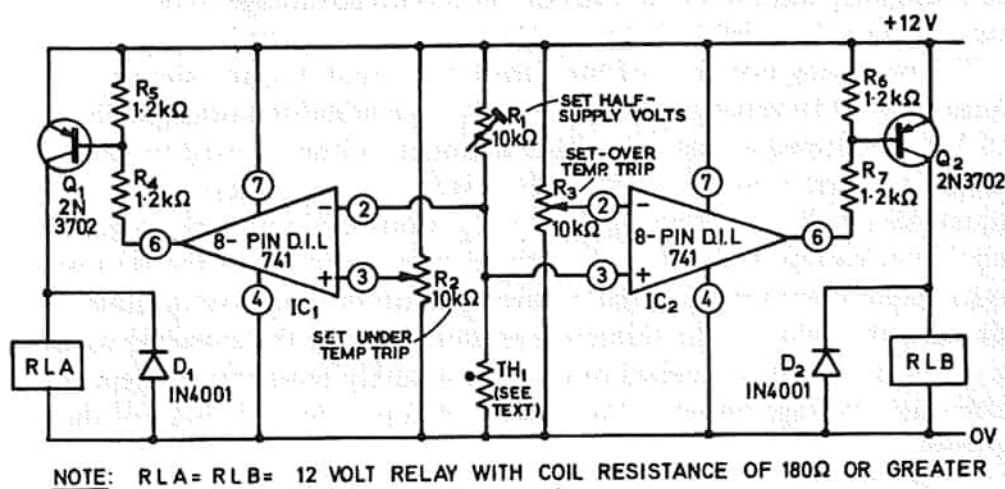 +12V
R5
1·2kΩ
R6
1·2kΩ
R1
10kΩ
SET HALF-
SUPPLY VOLTS
SET-OVER
TEMP TRIP
R3
10kΩ
Q1
2N
3702
R4
1·2kΩ
7
6
8-PIN D.I.L
741
−
2
+
3
4
IC1
R2
10kΩ
SET UNDER
TEMP TRIP
2
−
3
+
8-PIN D.I.L
741
7
6
4
IC2
R7
1·2kΩ
Q2
2N3702
RLA
D1
IN4001
TH1
(SEE
TEXT)
D2
IN4001
RLB
0V
NOTE: RLA = RLB = 12 VOLT RELAY WITH COIL RESISTANCE OF 180Ω OR GREATER